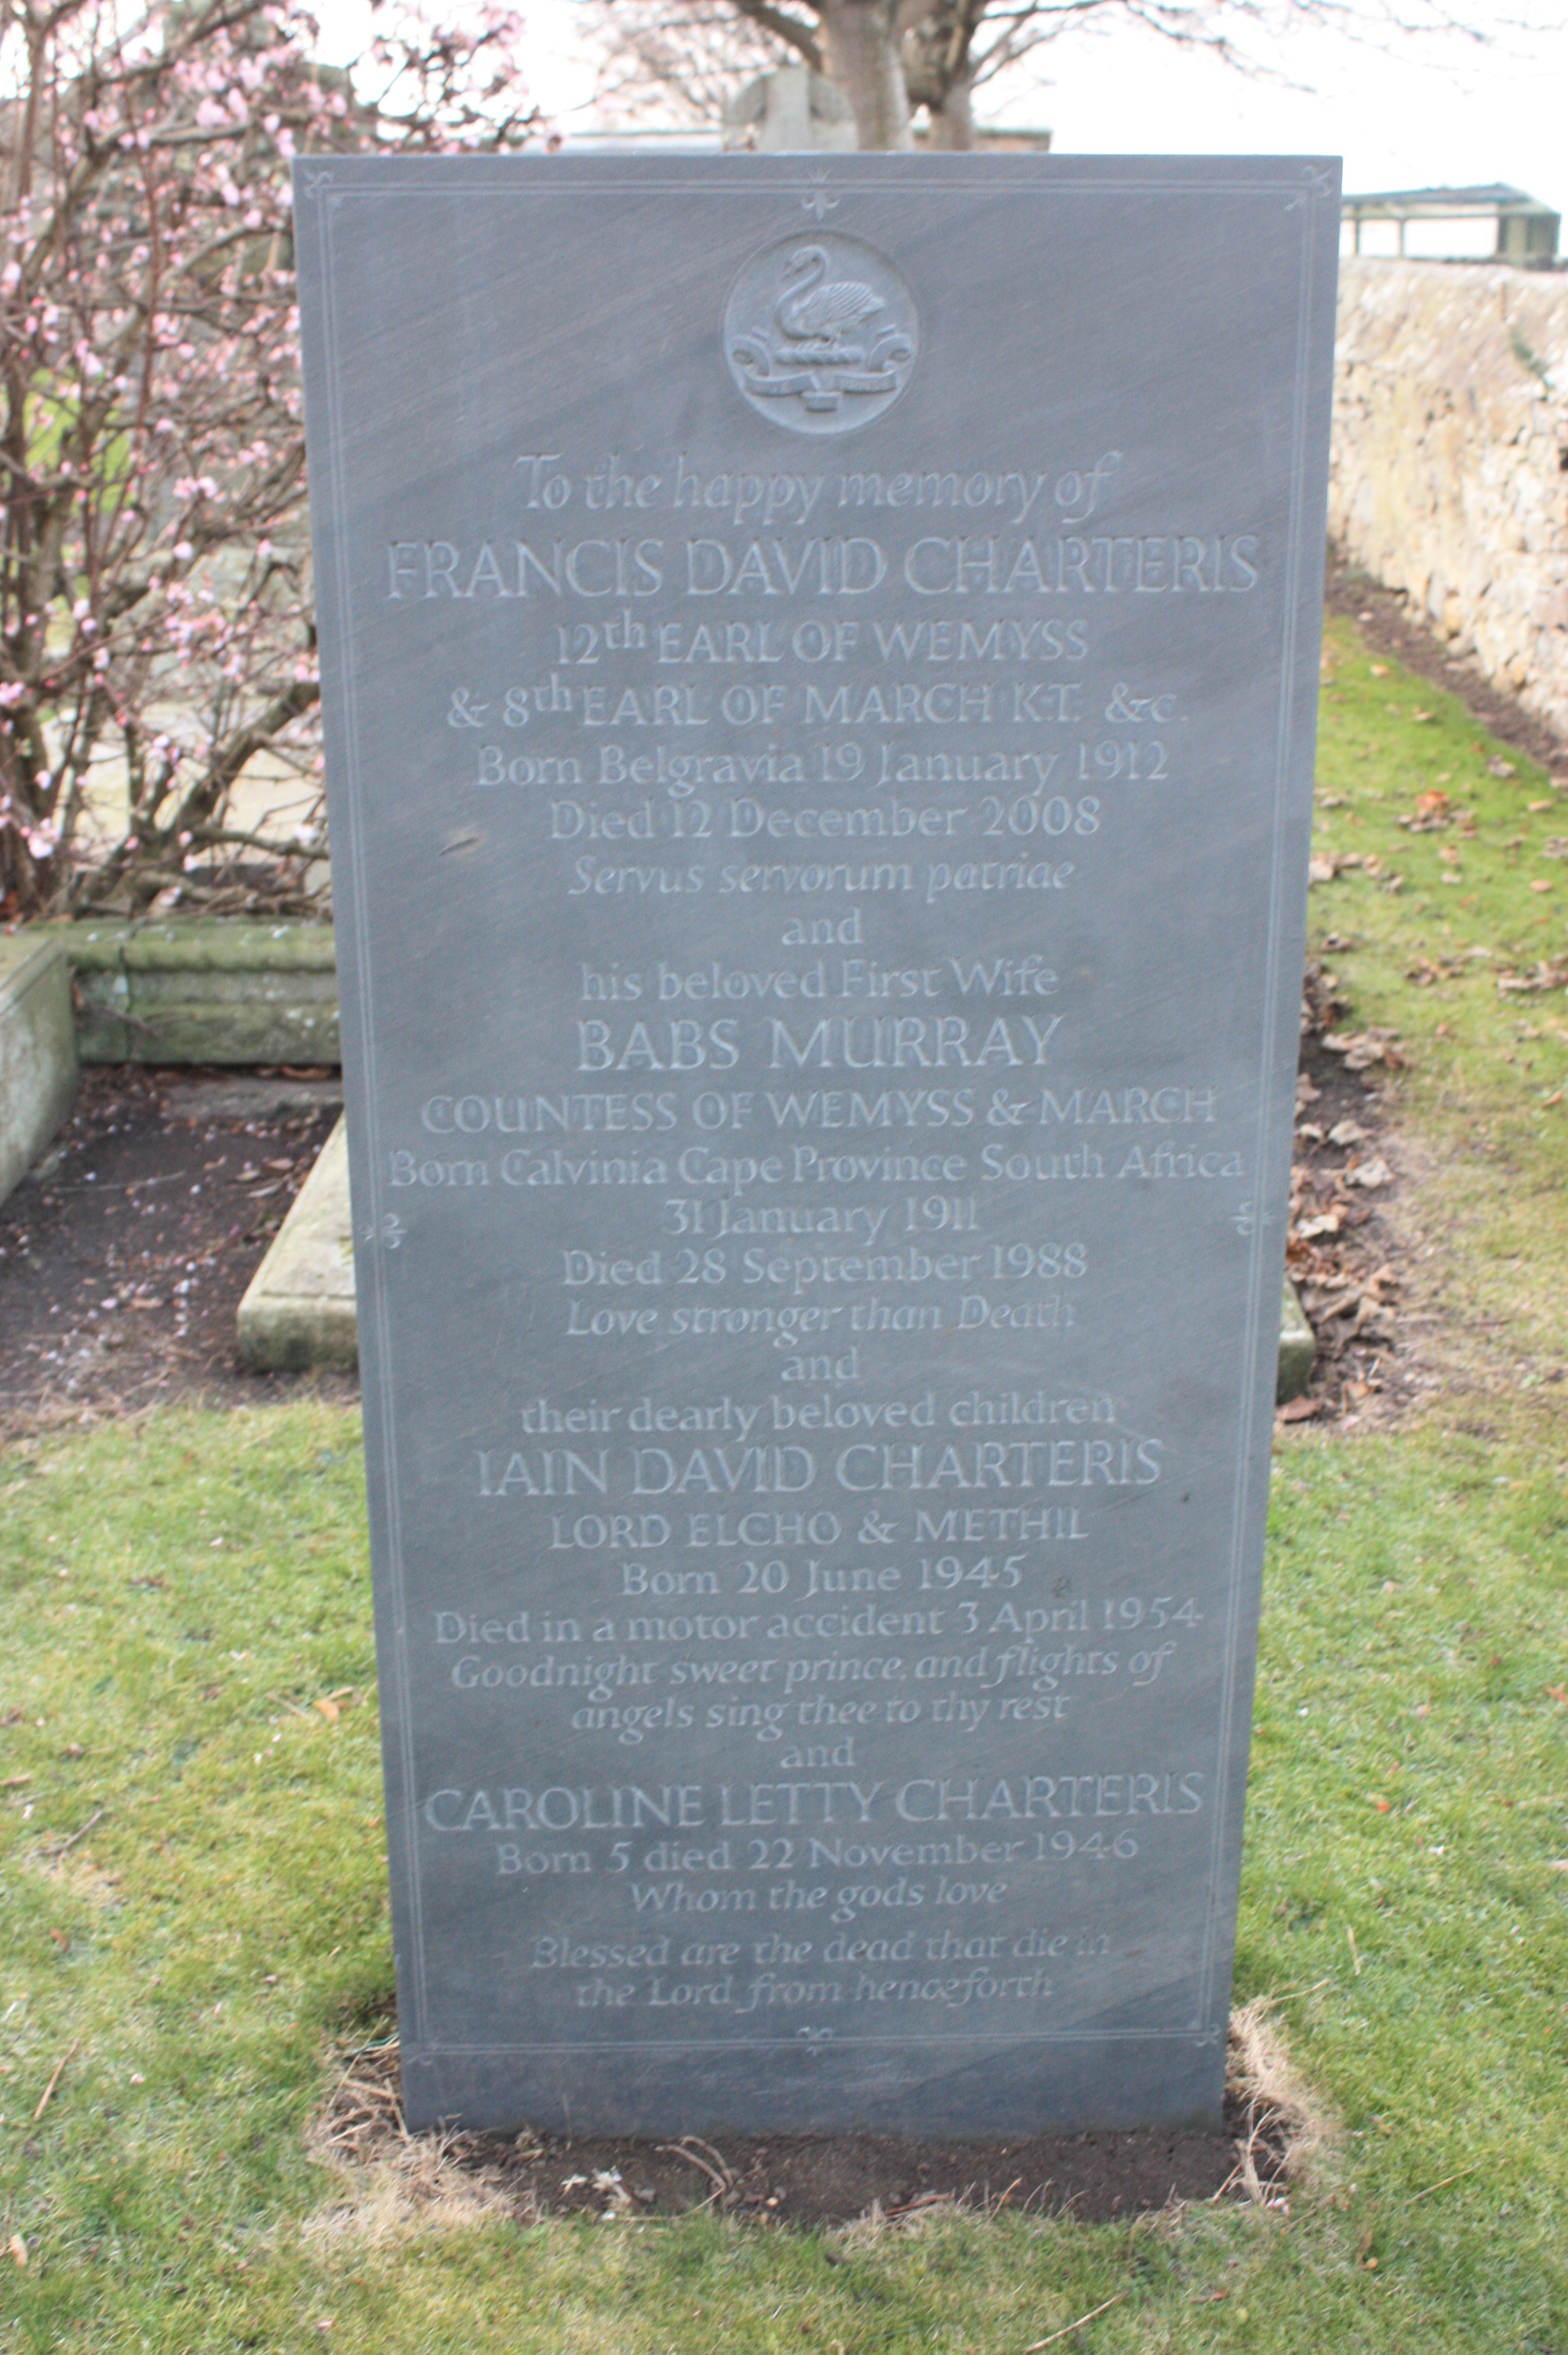 To the happy memory of
FRANCIS DAVID CHARTERIS
12th EARL OF WEMYSS
& 8th EARL OF MARCH K.T. &c.
Born Belgravia 19 January 1912
Died 12 December 2008
Servus servorum patriae
and
his beloved First Wife
BABS MURRAY
COUNTESS OF WEMYSS & MARCH
Born Calvinia Cape Province South Africa
31 January 1911
Died 28 September 1988
Love stronger than Death
and
their dearly beloved children
IAIN DAVID CHARTERIS
LORD ELCHO & METHIL
Born 20 June 1945
Died in a motor accident 3 April 1954
Goodnight sweet prince, and flights of
angels sing thee to thy rest
and
CAROLINE LETTY CHARTERIS
Born 5 died 22 November 1946
Whom the gods love
Blessed are the dead that die in
the Lord from henceforth